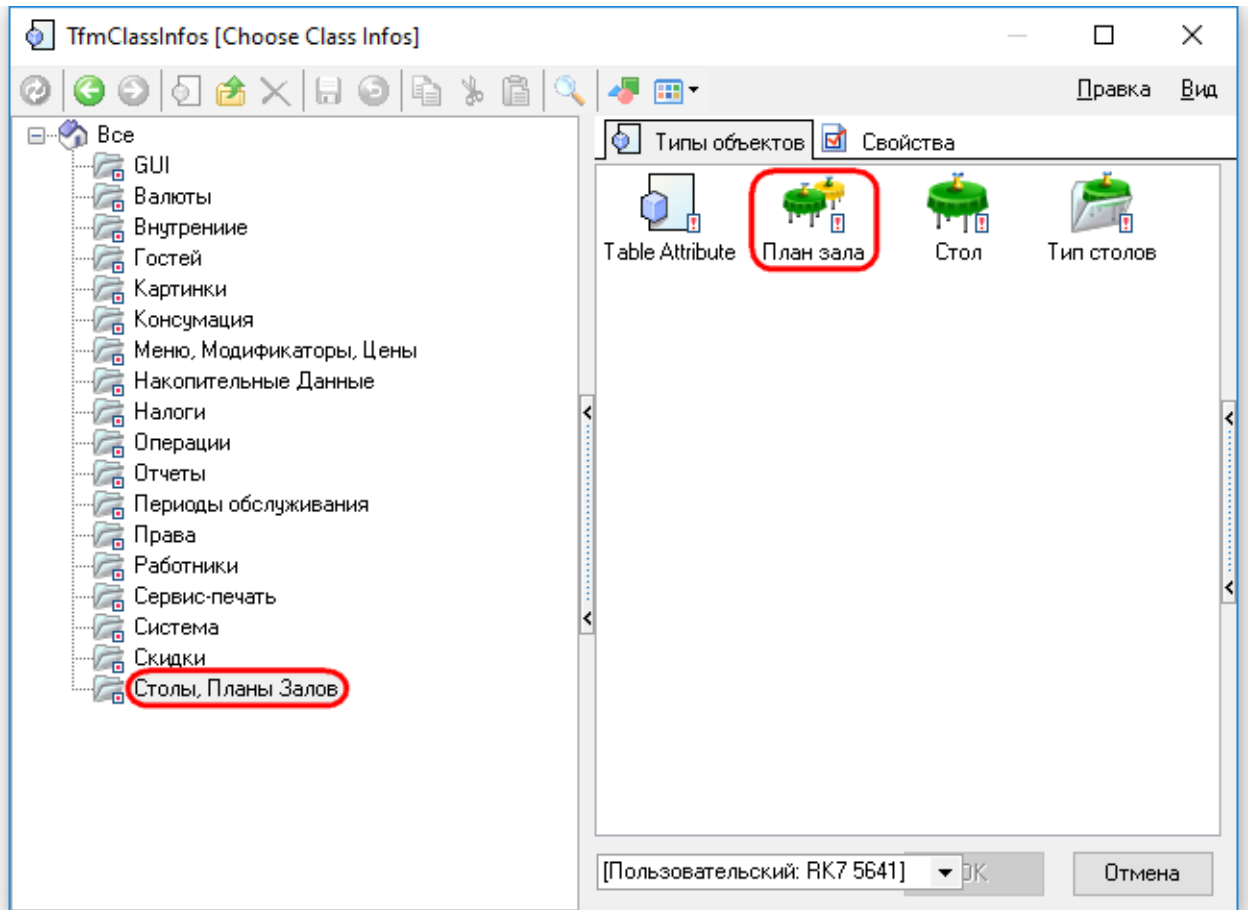 TfmClassInfos [Choose Class Infos]
Правка Вид
Все
GUI
Валюты
Внутрениие
Гостей
Картинки
Консумация
Меню, Модификаторы, Цены
Накопительные Данные
Налоги
Операции
Отчеты
Периоды обслуживания
Права
Работники
Сервис-печать
Система
Скидки
Столы, Планы Залов
Типы объектов Свойства
Table Attribute План зала Стол Тип столов
[Пользовательский: RK7 5641] OK Отмена